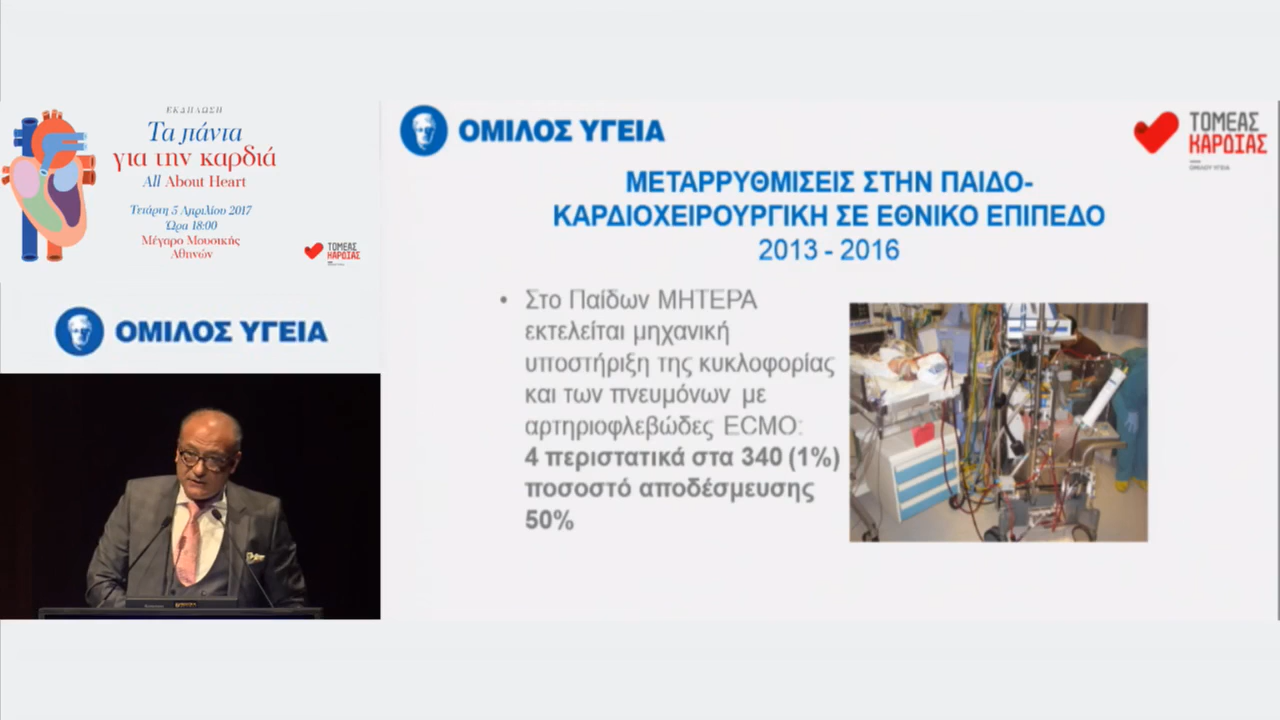 ΕΚΔΗΛΩΣΗ
Τα πάντα
για την καρδιά
All About Heart
Τετάρτη 5 Απριλίου 2017
Ώρα 18:00
Μέγαρο Μουσικής
Αθηνών
ΤΟΜΕΑΣ
ΚΑΡΔΙΑΣ
ΟΜΙΛΟΣ ΥΓΕΙΑ
ΟΜΙΛΟΣ ΥΓΕΙΑ
ΤΟΜΕΑΣ
ΚΑΡΔΙΑΣ
ΟΜΙΛΟΥ ΥΓΕΙΑ
ΜΕΤΑΡΡΥΘΜΙΣΕΙΣ ΣΤΗΝ ΠΑΙΔΟ-
ΚΑΡΔΙΟΧΕΙΡΟΥΡΓΙΚΗ ΣΕ ΕΘΝΙΚΟ ΕΠΙΠΕΔΟ
2013 - 2016
• Στο Παίδων ΜΗΤΕΡΑ
εκτελείται μηχανική
υποστήριξη της κυκλοφορίας
και των πνευμόνων με
αρτηριοφλεβώδες ECMO:
4 περιστατικά στα 340 (1%)
ποσοστό αποδέσμευσης
50%